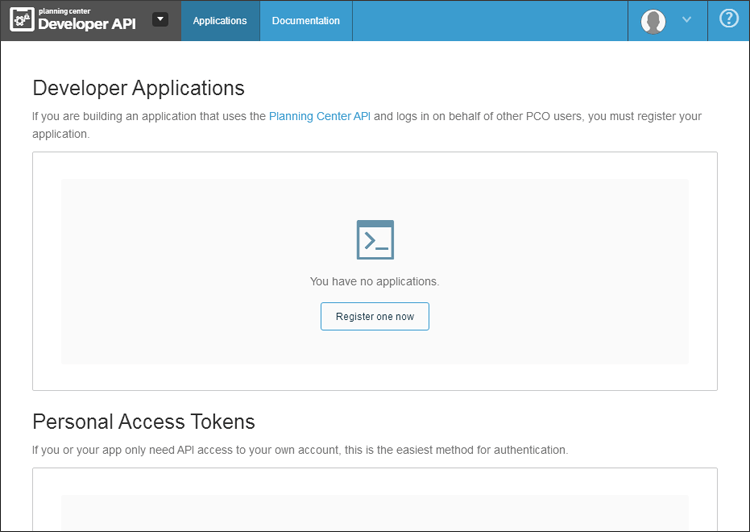 planning center
Developer API
Applications
Documentation
Developer Applications
If you are building an application that uses the Planning Center API and logs in on behalf of other PCO users, you must register your
application.
You have no applications.
Register one now
Personal Access Tokens
If you or your app only need API access to your own account, this is the easiest method for authentication.